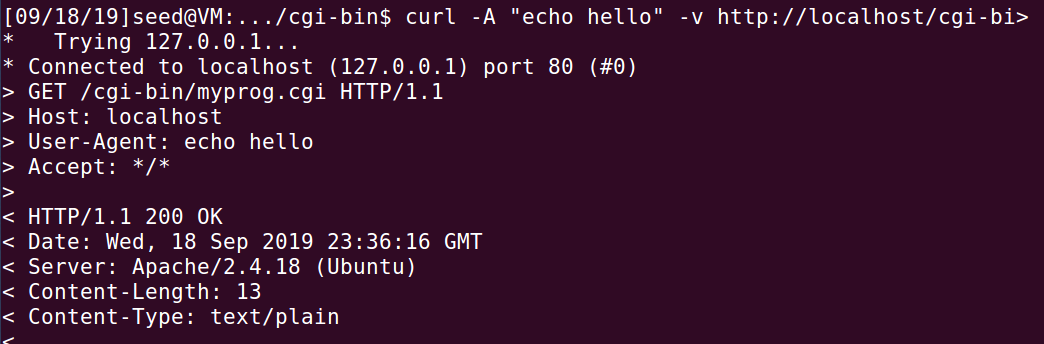 [09/18/19]seed@VM:.../cgi-bin$ curl -A "echo hello" -v http://localhost/cgi-bi>
*   Trying 127.0.0.1...
* Connected to localhost (127.0.0.1) port 80 (#0)
> GET /cgi-bin/myprog.cgi HTTP/1.1
> Host: localhost
> User-Agent: echo hello
> Accept: */*
>
< HTTP/1.1 200 OK
< Date: Wed, 18 Sep 2019 23:36:16 GMT
< Server: Apache/2.4.18 (Ubuntu)
< Content-Length: 13
< Content-Type: text/plain
<